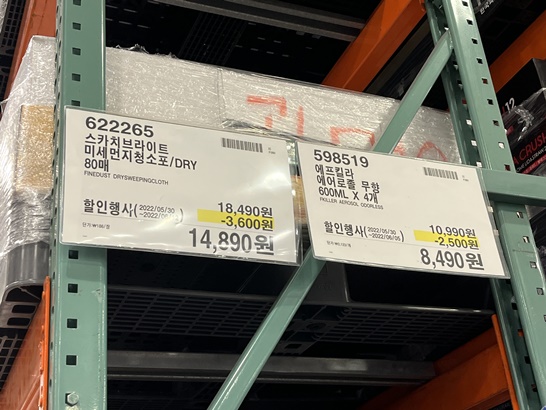 622265
스카치브라이트
미세먼지청소포/DRY
80매
FINEDUST DRYSWEEPINGCLOTH
18,490원
할인행사(2022/05/30
-3,600원
14,890원
598519
에프킬라
에어로졸 무향
600ML X 4개
F/KILLER AEROSOL ODORLESS
10,990원
할인행사(2022/05/30
~2022/06/05)
-2,500원
8,490원
12
CRUSH